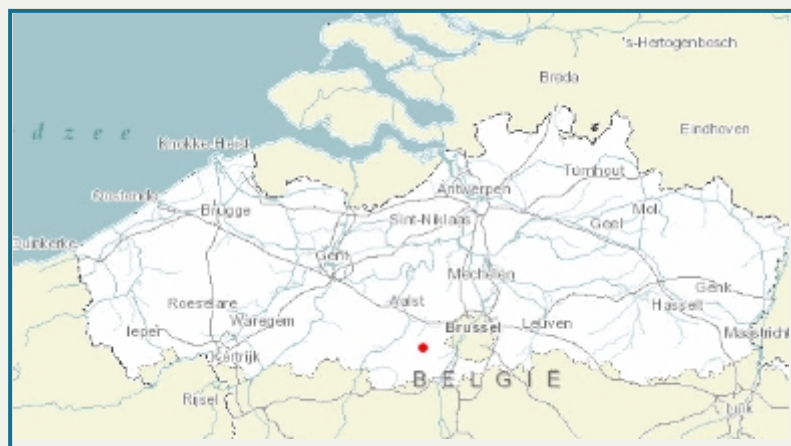 's-Hertogenbosch
Breda
d z e e
Eindhoven
Knokke-Heist
Turnhout
Antwerpen
Oostende
Mol
Brugge
Sint-Niklaas
Geel
Duinkerke
Gent
Mechelen
Genk
Roeselare
Aalst
Hasselt
Waregem
Brussel
Leuven
Ieper
Maastricht
Kortrijk
BELGIË
Rijsel
Luik